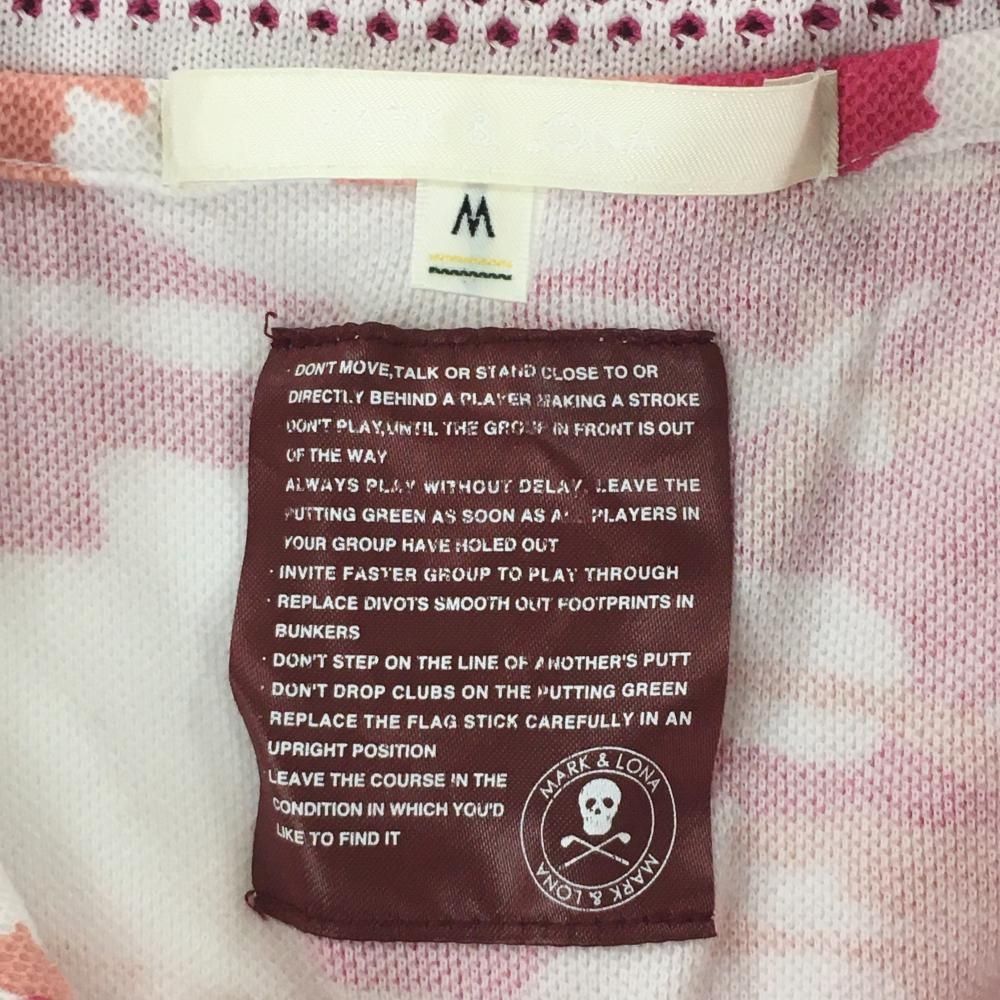 MARK & LONA
M
· DON'T MOVE,TALK OR STAND CLOSE TO OR
DIRECTLY BEHIND A PLAYER MAKING A STROKE
DON'T PLAY,UNTIL THE GROUP IN FRONT IS OUT
OF THE WAY
ALWAYS PLAY WITHOUT DELAY, LEAVE THE
PUTTING GREEN AS SOON AS ALL PLAYERS IN
YOUR GROUP HAVE HOLED OUT
· INVITE FASTER GROUP TO PLAY THROUGH
· REPLACE DIVOTS SMOOTH OUT FOOTPRINTS IN
BUNKERS
· DON'T STEP ON THE LINE OF ANOTHER'S PUTT
· DON'T DROP CLUBS ON THE PUTTING GREEN
REPLACE THE FLAG STICK CAREFULLY IN AN
UPRIGHT POSITION
LEAVE THE COURSE IN THE
CONDITION IN WHICH YOU'D
LIKE TO FIND IT
MARK & LONA
MARK & LONA